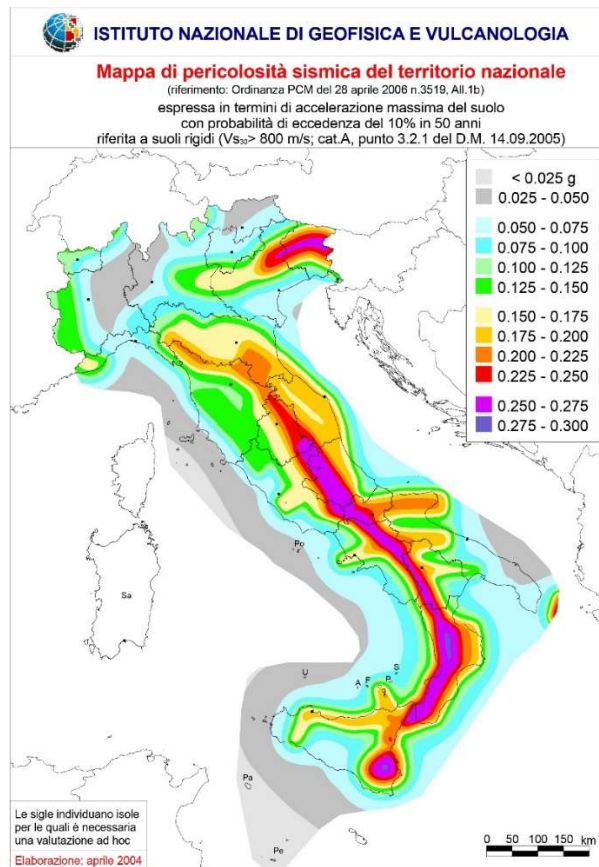 ISTITUTO NAZIONALE DI GEOFISICA E VULCANOLOGIA
Mappa di pericolosità sismica del territorio nazionale
(riferimento: Ordinanza PCM del 28 aprile 2006 n.3519, All.1b)
espressa in termini di accelerazione massima del suolo
con probabilità di eccedenza del 10% in 50 anni
riferita a suoli rigidi (Vs₃₀> 800 m/s; cat.A, punto 3.2.1 del D.M. 14.09.2005)
< 0.025 g
0.025 - 0.050
0.050 - 0.075
0.075 - 0.100
0.100 - 0.125
0.125 - 0.150
0.150 - 0.175
0.175 - 0.200
0.200 - 0.225
0.225 - 0.250
0.250 - 0.275
0.275 - 0.300
Po
Sa
U
A F P S
Pa
Pe
Le sigle individuano isole
per le quali è necessaria
una valutazione ad hoc
Elaborazione: aprile 2004
0 50 100 150
km